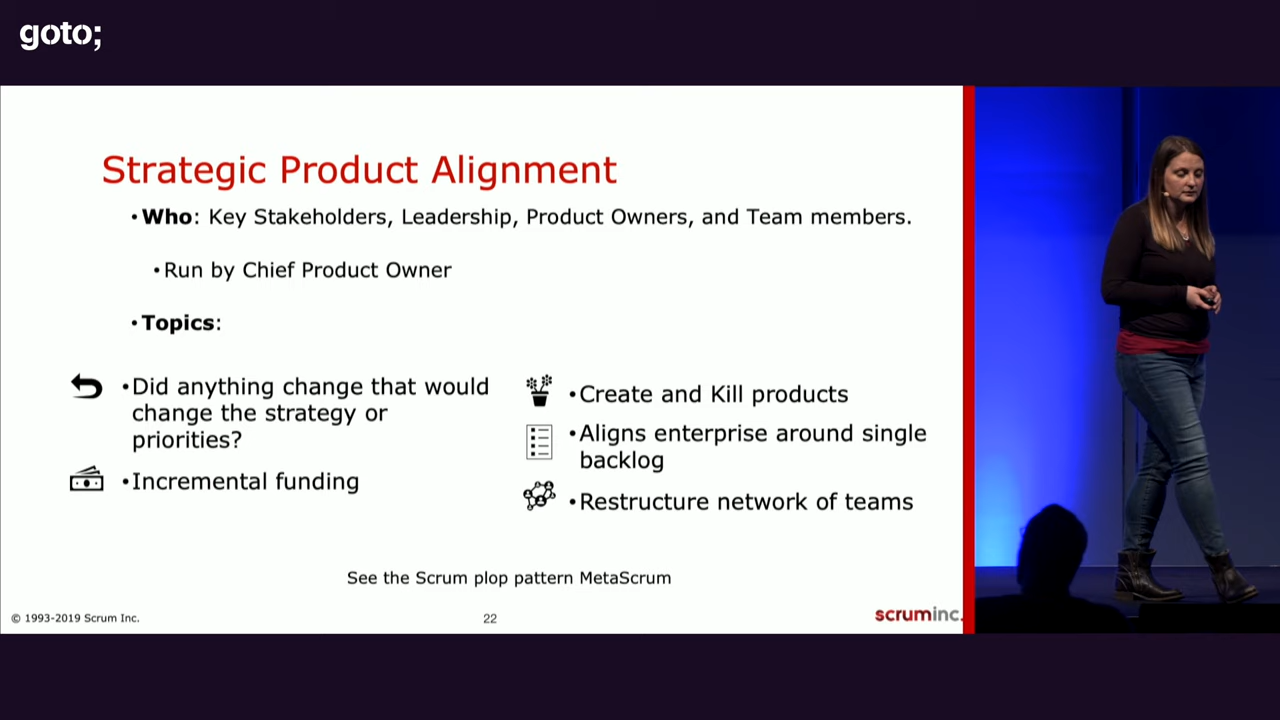 goto;
Strategic Product Alignment
•Who: Key Stakeholders, Leadership, Product Owners, and Team members.
•Run by Chief Product Owner
•Topics:
•Did anything change that would
change the strategy or
priorities?
•Incremental funding
•Create and Kill products
•Aligns enterprise around single
backlog
•Restructure network of teams
See the Scrum plop pattern MetaScrum
© 1993-2019 Scrum Inc.
22
scruminc.